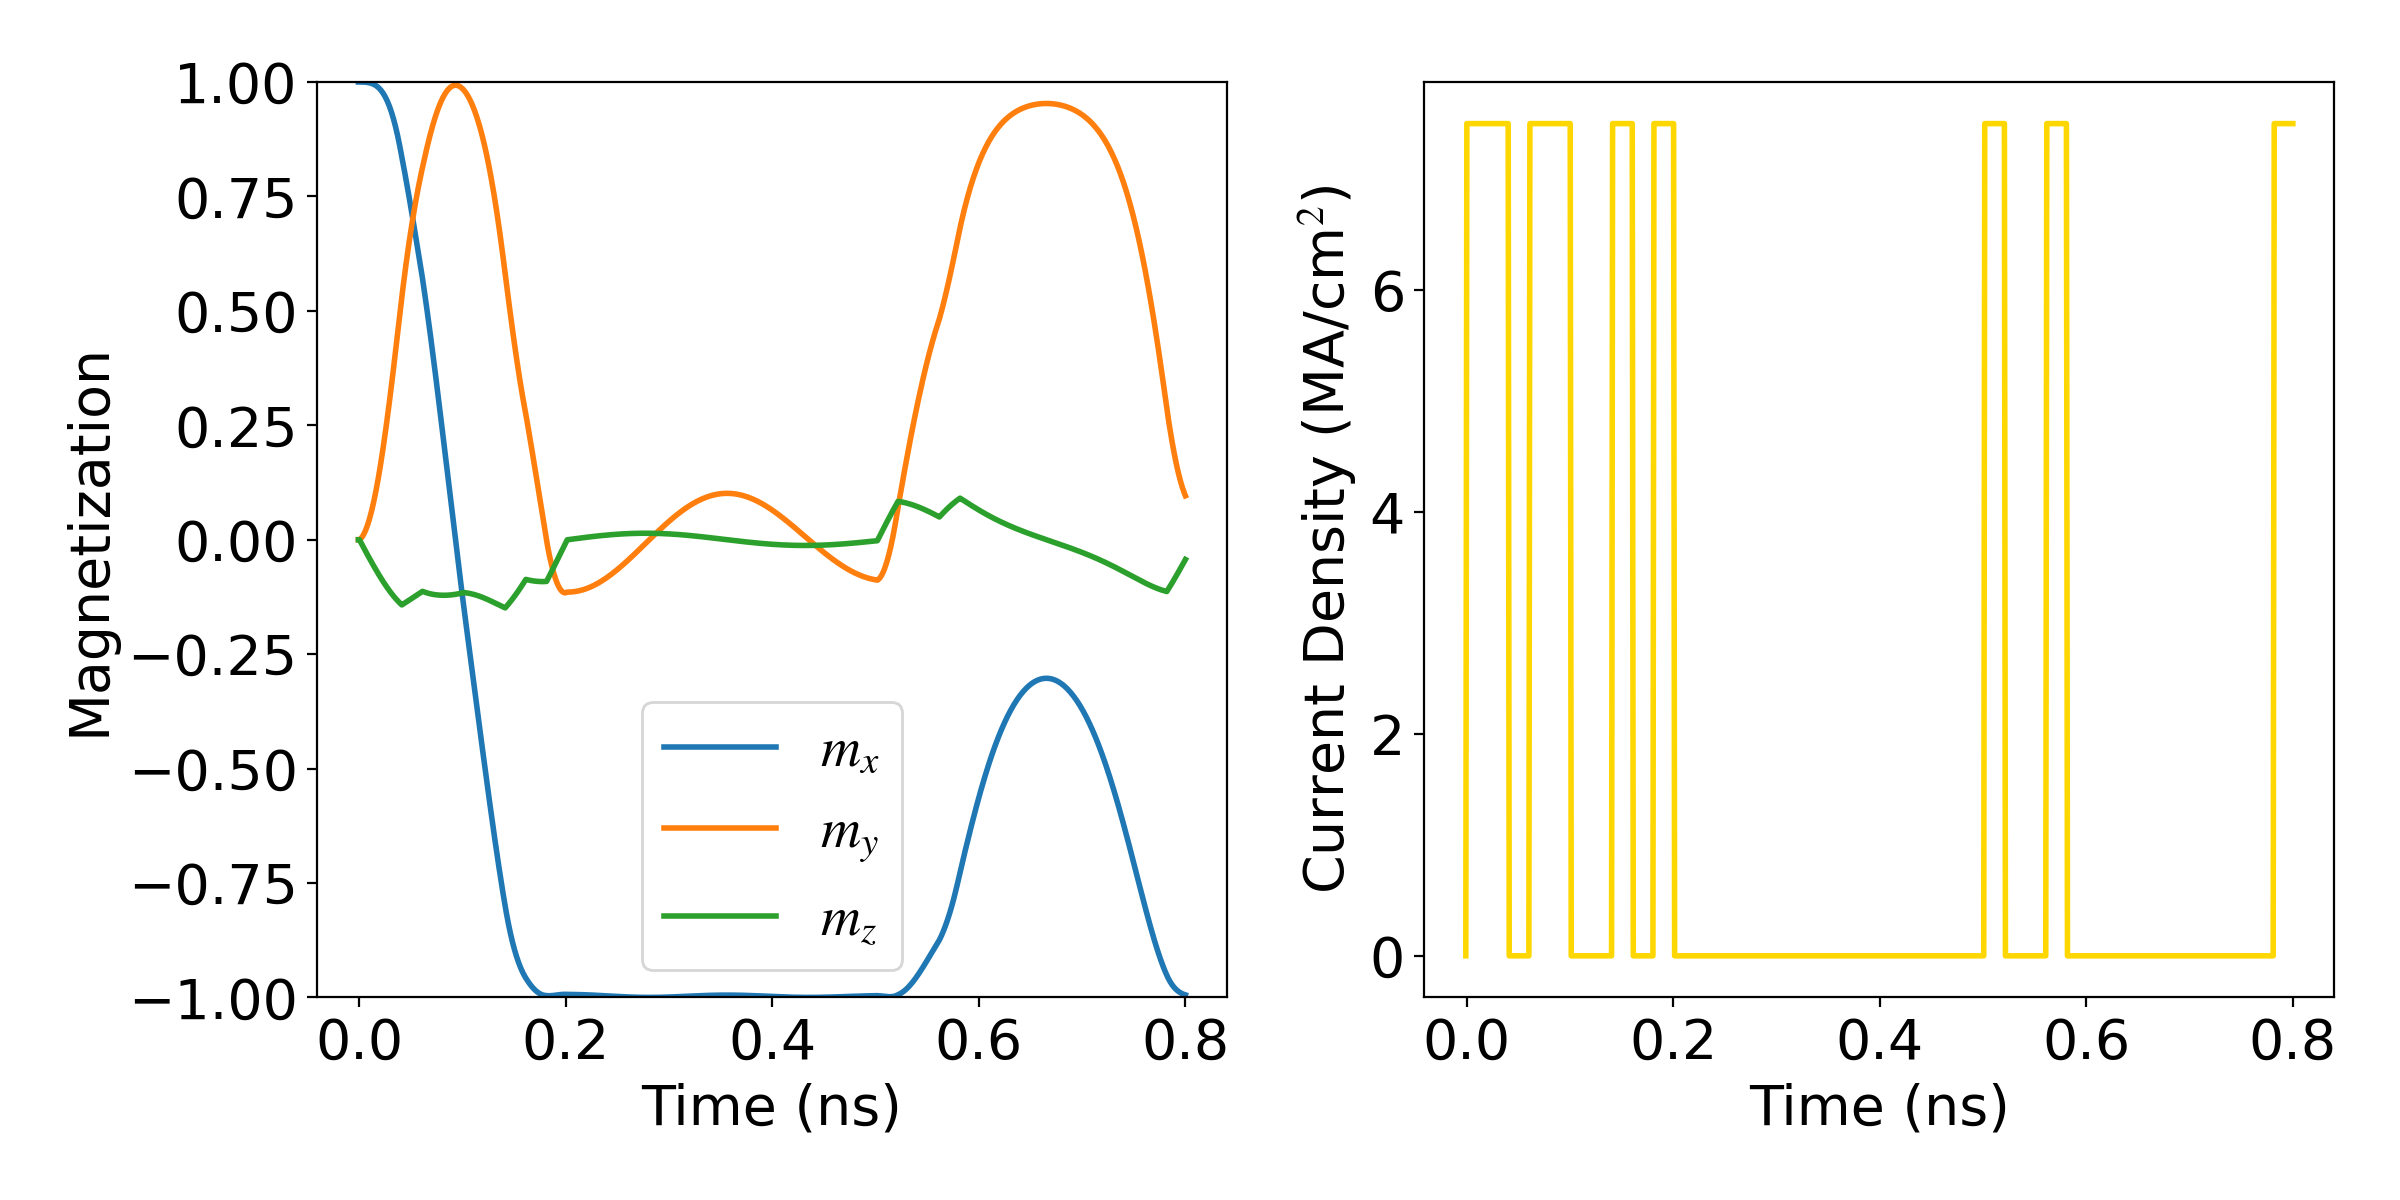 Magnetization
1.00
0.75
0.50
0.25
0.00
−0.25
−0.50
−0.75
−1.00
0.0 0.2 0.4 0.6 0.8
Time (ns)
m_x
m_y
m_z
Current Density (MA/cm²)
6
4
2
0
0.0 0.2 0.4 0.6 0.8
Time (ns)